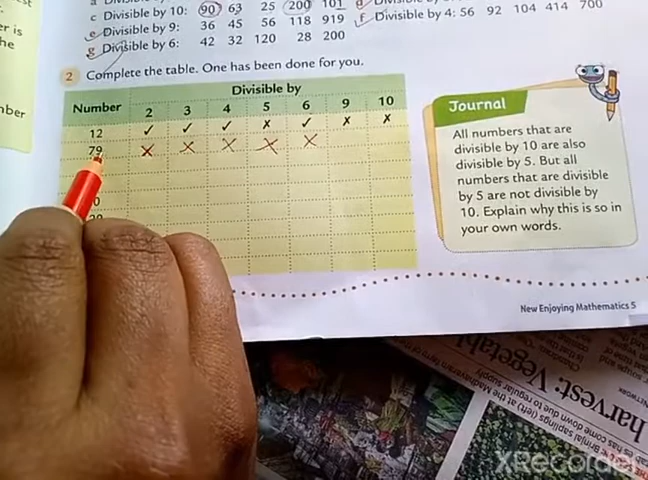 c Divisible by 10: 90 63 25 200 101 d Divisible by 4: 56 92 104 414 700
e Divisible by 9: 36 45 56 118 919 f
g Divisible by 6: 42 32 120 28 200
2 Complete the table. One has been done for you.
Number Divisible by
2 3 4 5 6 9 10
12 ✓ ✓ ✓ ✗ ✓ ✗ ✗
79 ✗ ✗ ✗ ✗ ✗
Journal
All numbers that are
divisible by 10 are also
divisible by 5. But all
numbers that are divisible
by 5 are not divisible by
10. Explain why this is so in
your own words.
New Enjoying Mathematics 5
harvest: Vegetabl
XRecorder